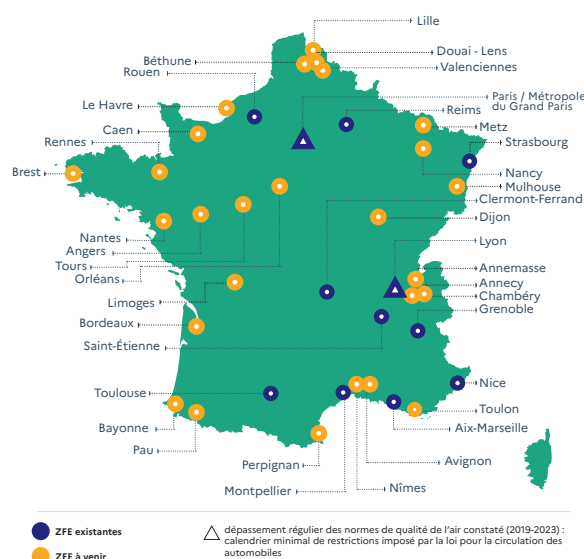 Lille
Douai - Lens
Béthune
Valenciennes
Rouen
Paris / Métropole
du Grand Paris
Le Havre
Reims
Caen
Metz
Rennes
Strasbourg
Brest
Nancy
Mulhouse
Clermont-Ferrand
Dijon
Nantes
Lyon
Angers
Tours
Annemasse
Orléans
Annecy
Limoges
Chambéry
Grenoble
Bordeaux
Saint-Étienne
Toulouse
Nice
Bayonne
Toulon
Aix-Marseille
Pau
Perpignan
Avignon
Montpellier
Nîmes
ZFE existantes
ZFE à venir
dépassement régulier des normes de qualité de l'air constaté (2019-2023) :
calendrier minimal de restrictions imposé par la loi pour la circulation des
automobiles